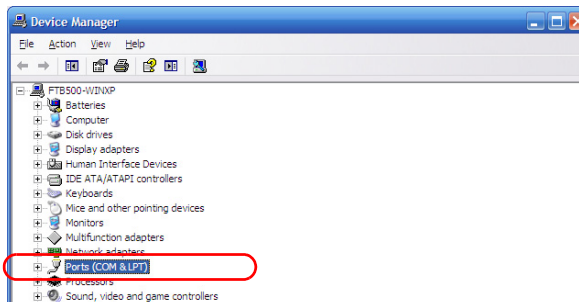 Device Manager
File Action View Help
FTB500-WINXP
Batteries
Computer
Disk drives
Display adapters
Human Interface Devices
IDE ATA/ATAPI controllers
Keyboards
Mice and other pointing devices
Monitors
Multifunction adapters
Network adapters
Ports (COM & LPT)
Processors
Sound, video and game controllers